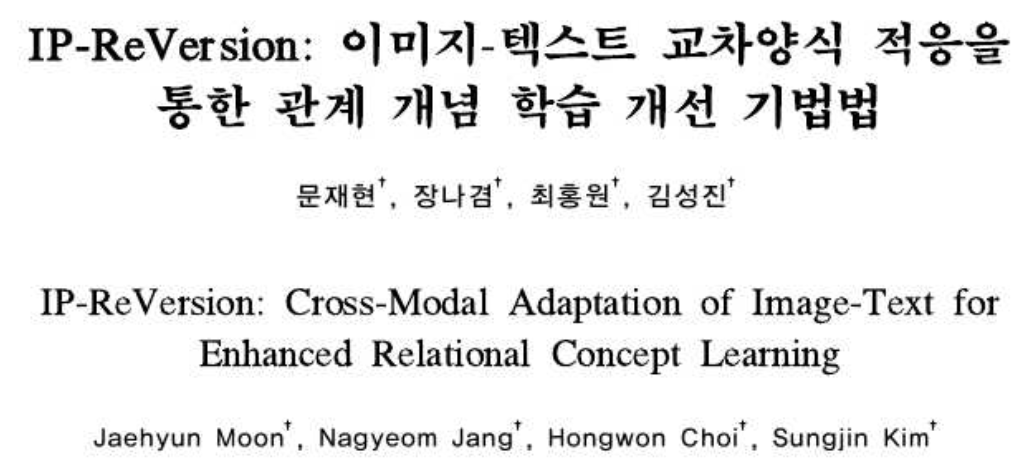 IP-ReVersion: 이미지-텍스트 교차양식 적응을
통한 관계 개념 학습 개선 기법법
문재현†, 장나겸†, 최홍원†, 김성진†
IP-ReVersion: Cross-Modal Adaptation of Image-Text for
Enhanced Relational Concept Learning
Jaehyun Moon†, Nagyeom Jang†, Hongwon Choi†, Sungjin Kim†